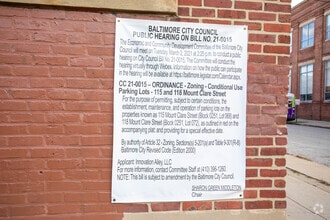 BALTIMORE CITY COUNCIL
PUBLIC HEARING ON BILL NO. 21-0015
The Economic and Community Development Committee of the Baltimore City
Council will meet on Tuesday, March 2, 2021 at 2:05 p.m. to conduct a public
hearing on City Council Bill No. 21-0015. The Committee will conduct the
hearing virtually through Webex. Information on how the public can participate
in the hearing will be available at https://baltimore.legistar.com/Calendar.aspx.
CC 21-0015 – ORDINANCE - Zoning - Conditional Use
Parking Lots - 115 and 118 Mount Clare Street
For the purpose of permitting, subject to certain conditions, the
establishment, maintenance, and operation of parking lots on the
properties known as 115 Mount Clare Street (Block 0251, Lot 066) and
118 Mount Clare Street (Block 0251, Lot 072), as outlined in red on the
accompanying plat; and providing for a special effective date.
By authority of Article 32 - Zoning, Section(s) 5-201(a) and Table 9-301
Baltimore City Revised Code (Edition 2000)
Applicant: Innovation Alley, LLC
For more information contact Committee Staff at (410) 396-1260.
NOTE: This bill is subject to amendment by the Baltimore City Council.
SHARON GREEN MIDDLETON
Chair